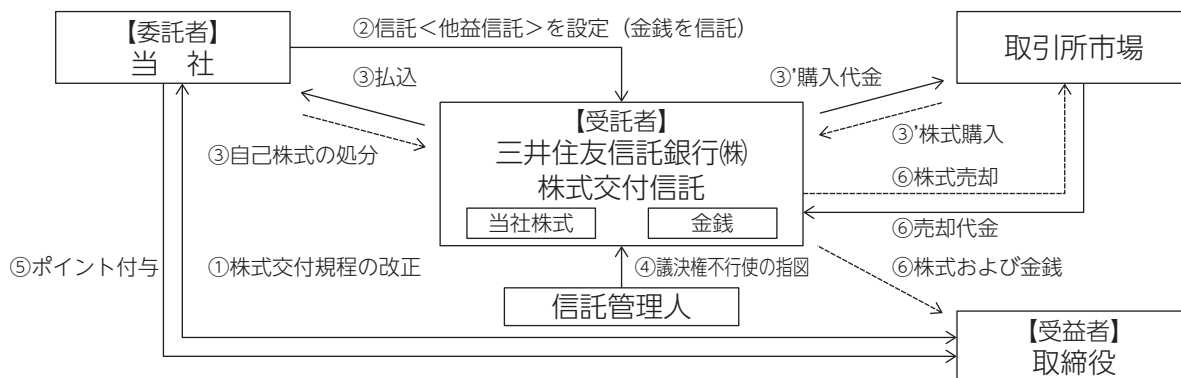 【委託者】
当　社
②信託＜他益信託＞を設定（金銭を信託）
取引所市場
③払込
③’購入代金
【受託者】
三井住友信託銀行㈱
株式交付信託
当社株式
金銭
③自己株式の処分
③’株式購入
⑥株式売却
⑥売却代金
⑤ポイント付与
①株式交付規程の改正
④議決権不行使の指図
⑥株式および金銭
信託管理人
【受益者】
取締役